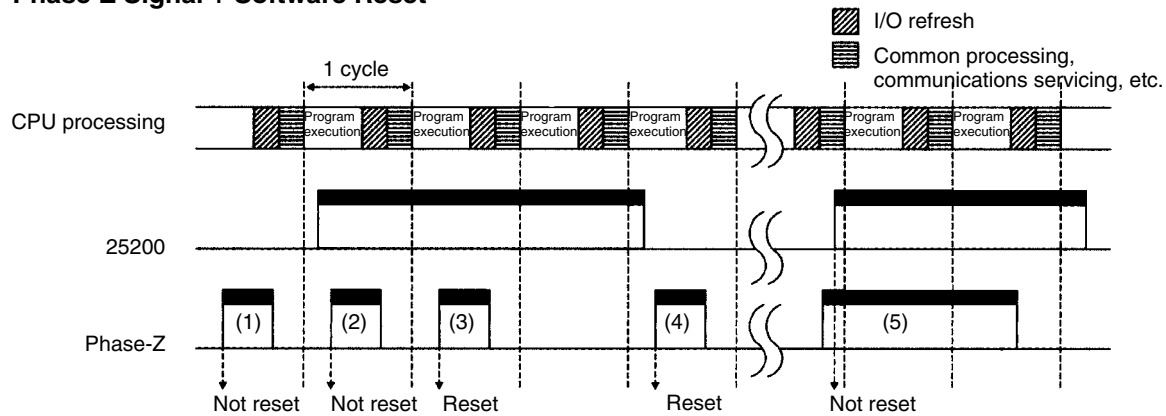 Phase-Z Signal + Software Reset
I/O refresh
Common processing,
communications servicing, etc.
1 cycle
CPU processing
Program
execution
Program
execution
Program
execution
Program
execution
Program
execution
Program
execution
25200
Phase-Z
(1)
(2)
(3)
(4)
(5)
Not reset
Not reset
Reset
Reset
Not reset